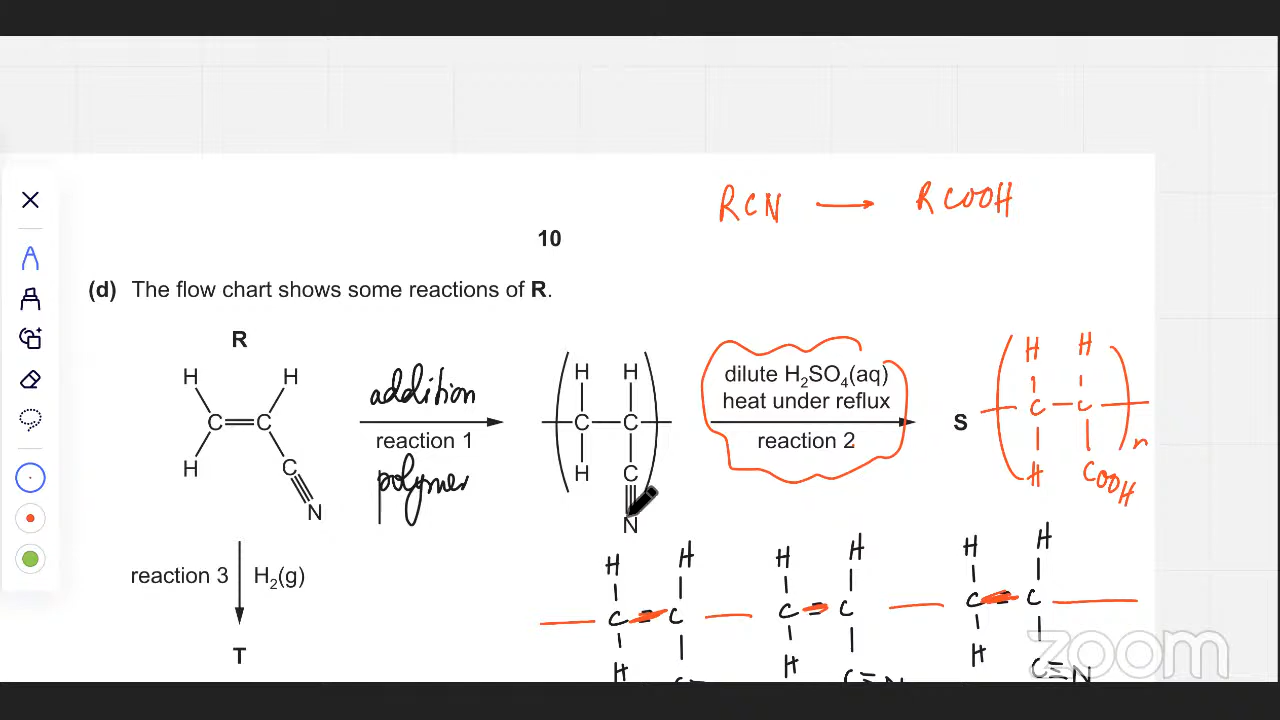 RCN → RCOOH
10
(d) The flow chart shows some reactions of R.
R
H H
C C
H C
N
addition
reaction 1
polymer
H H
C C
H C
N
dilute H₂SO₄(aq)
heat under reflux
reaction 2
S
H H
C C
H COOH
n
reaction 3 H₂(g)
T
H H H H H H
C = C C = C C = C
H H H
C≡N C≡N
zoom